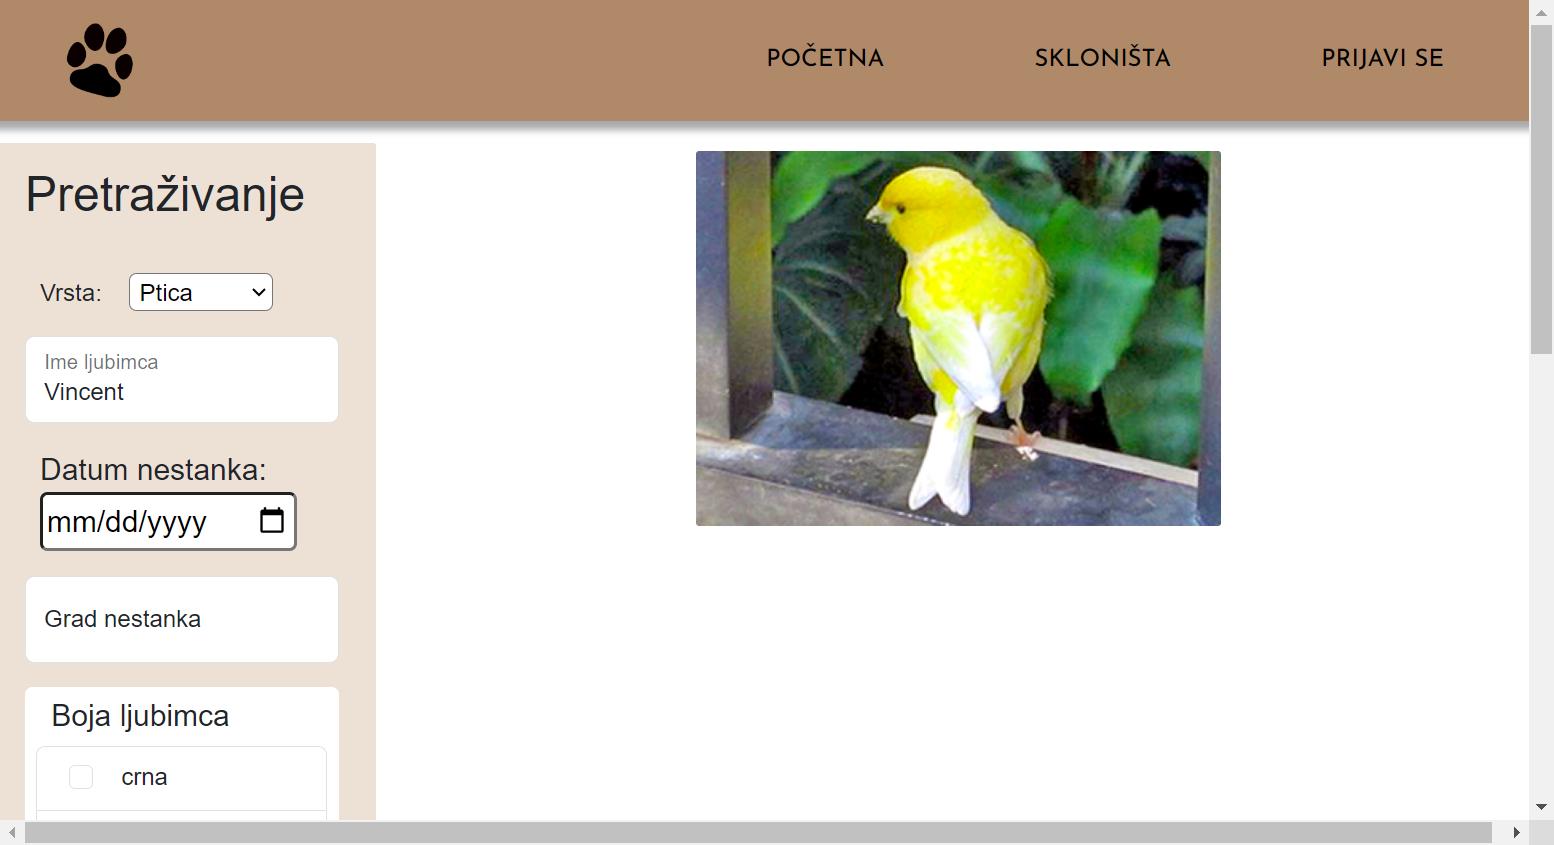 POČETNA
SKLONIŠTA
PRIJAVI SE
Pretraživanje
Vrsta:
Ptica
Ime ljubimca
Vincent
Datum nestanka:
mm/dd/yyyy
Grad nestanka
Boja ljubimca
crna